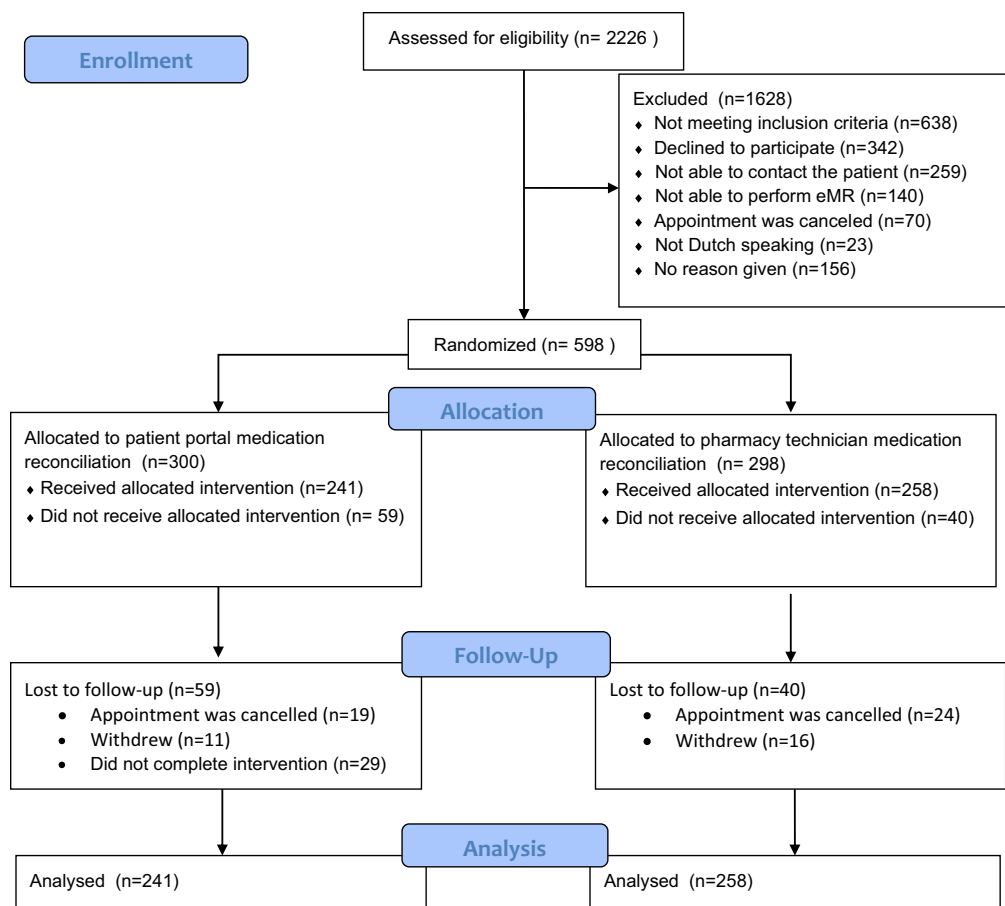 Assessed for eligibility (n= 2226 )
Enrollment
Excluded (n=1628)
♦ Not meeting inclusion criteria (n=638)
♦ Declined to participate (n=342)
♦ Not able to contact the patient (n=259)
♦ Not able to perform eMR (n=140)
♦ Appointment was canceled (n=70)
♦ Not Dutch speaking (n=23)
♦ No reason given (n=156)
Randomized (n= 598 )
Allocation
Allocated to patient portal medication
reconciliation (n=300)
♦ Received allocated intervention (n=241)
♦ Did not receive allocated intervention (n= 59)
Allocated to pharmacy technician medication
reconciliation (n= 298)
♦ Received allocated intervention (n=258)
♦ Did not receive allocated intervention (n=40)
Follow-Up
Lost to follow-up (n=59)
• Appointment was cancelled (n=19)
• Withdrew (n=11)
• Did not complete intervention (n=29)
Lost to follow-up (n=40)
• Appointment was cancelled (n=24)
• Withdrew (n=16)
Analysis
Analysed (n=241)
Analysed (n=258)